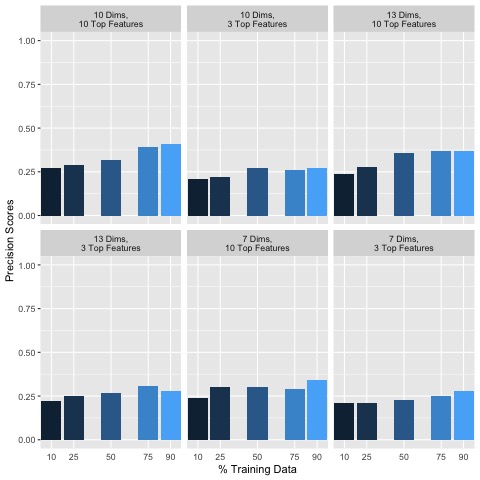 10 Dims,
10 Top Features
10 Dims,
3 Top Features
13 Dims,
10 Top Features
1.00
0.75
0.50
0.25
0.00
13 Dims,
3 Top Features
7 Dims,
10 Top Features
7 Dims,
3 Top Features
1.00
0.75
0.50
0.25
0.00
10 25 50 75 90
10 25 50 75 90
10 25 50 75 90
Precision Scores
% Training Data